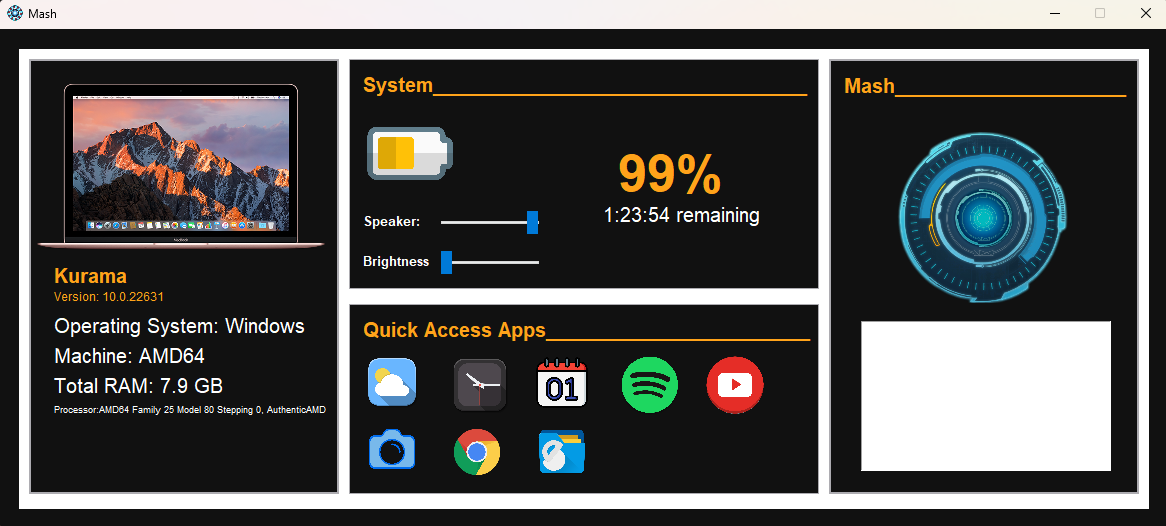 Mash
Kurama
Version: 10.0.22631
Operating System: Windows
Machine: AMD64
Total RAM: 7.9 GB
Processor:AMD64 Family 25 Model 80 Stepping 0, AuthenticAMD
System
99%
1:23:54 remaining
Speaker:
Brightness
Quick Access Apps
01
Mash